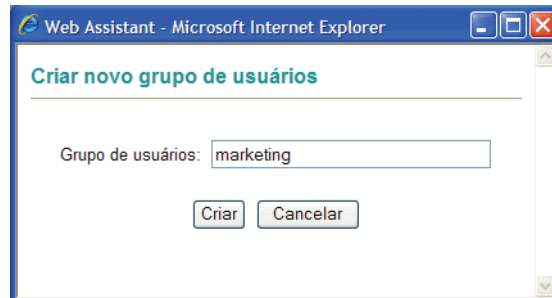 Web Assistant - Microsoft Internet Explorer
Criar novo grupo de usuários
Grupo de usuários: marketing
Criar Cancelar